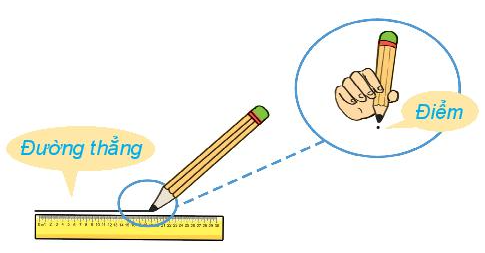 Điểm
Đường thẳng